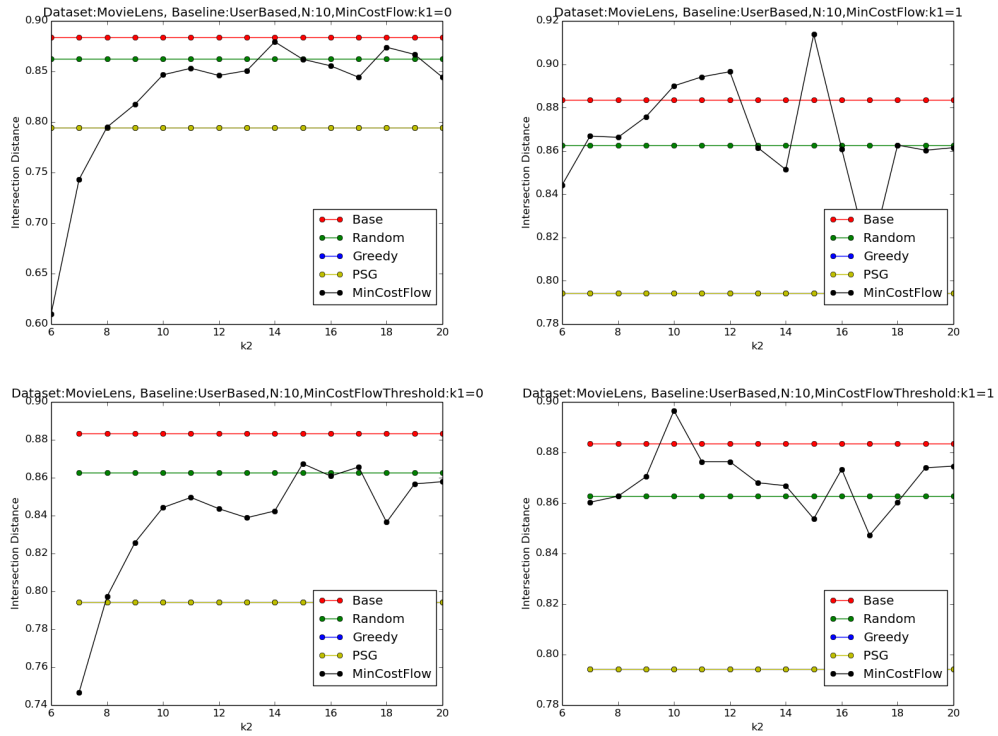 Dataset:MovieLens, Baseline:UserBased,N:10,MinCostFlow:k1=0
0.90
0.85
0.80
0.75
0.70
0.65
0.60
Intersection Distance
Base
Random
Greedy
PSG
MinCostFlow
6 8 10 12 14 16 18 20
k2
Dataset:MovieLens, Baseline:UserBased,N:10,MinCostFlow:k1=1
0.92
0.90
0.88
0.86
0.84
0.82
0.80
0.78
Intersection Distance
Base
Random
Greedy
PSG
MinCostFlow
6 8 10 12 14 16 18 20
k2
Dataset:MovieLens, Baseline:UserBased,N:10,MinCostFlowThreshold:k1=0
0.90
0.88
0.86
0.84
0.82
0.80
0.78
0.76
0.74
Intersection Distance
Base
Random
Greedy
PSG
MinCostFlow
6 8 10 12 14 16 18 20
k2
Dataset:MovieLens, Baseline:UserBased,N:10,MinCostFlowThreshold:k1=1
0.90
0.88
0.86
0.84
0.82
0.80
0.78
Intersection Distance
Base
Random
Greedy
PSG
MinCostFlow
6 8 10 12 14 16 18 20
k2